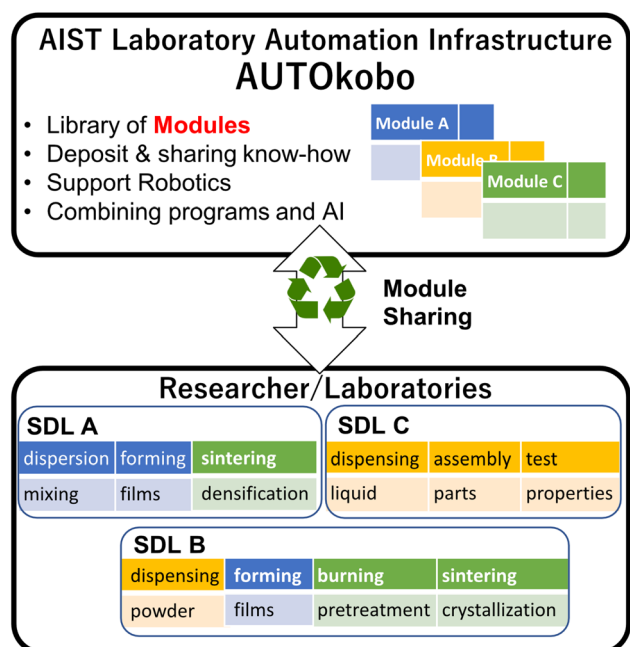 AIST Laboratory Automation Infrastructure
AUTOkobo
• Library of Modules
• Deposit & sharing know-how
• Support Robotics
• Combining programs and AI
Module A
Module B
Module C
Module
Sharing
Researcher/Laboratories
SDL A
dispersion forming sintering
mixing films densification
SDL C
dispensing assembly test
liquid parts properties
SDL B
dispensing forming burning sintering
powder films pretreatment crystallization